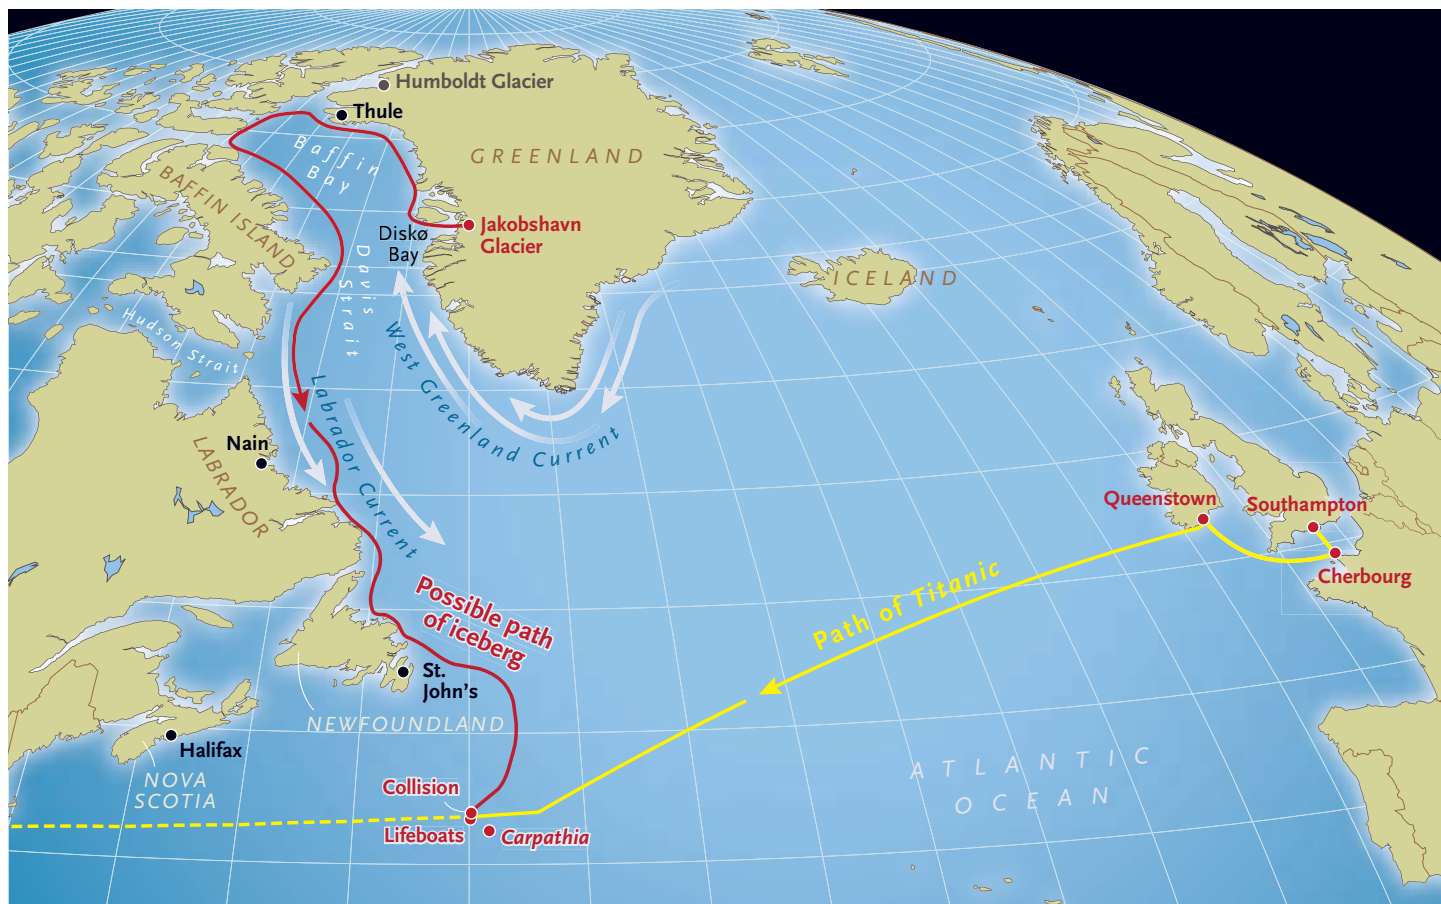 Humboldt Glacier
Thule
Baffin
Bay
GREENLAND
BAFFIN ISLAND
Jakobshavn
Glacier
Diskø
Bay
Davis
Strait
ICELAND
Hudson Strait
West Greenland Current
Labrador Current
Nain
LABRADOR
Queenstown
Southampton
Cherbourg
Path of Titanic
Possible path
of iceberg
St.
John's
NEWFOUNDLAND
Halifax
NOVA
SCOTIA
ATLANTIC
OCEAN
Collision
Lifeboats
Carpathia